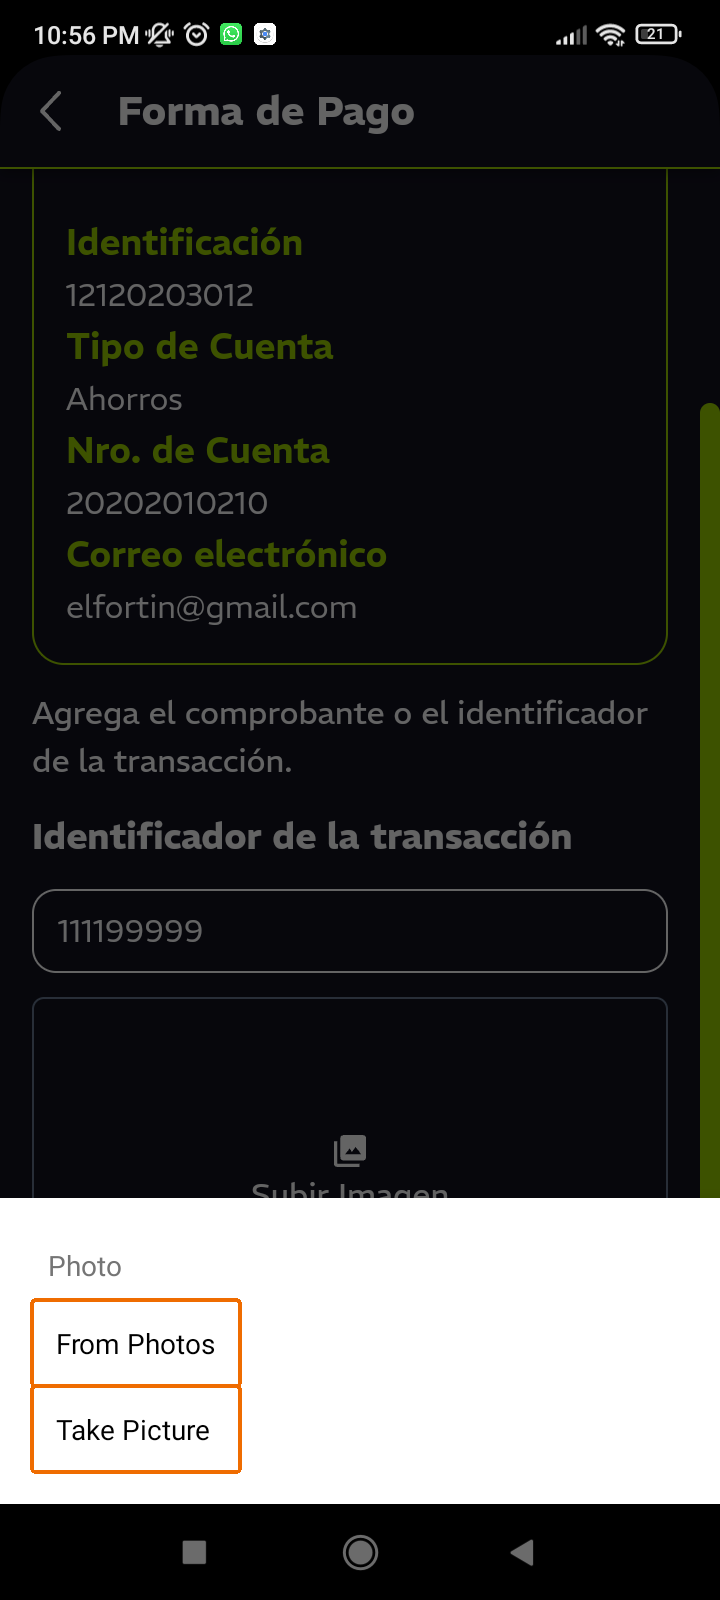 10:56 PM
21
Forma de Pago
Identificación
12120203012
Tipo de Cuenta
Ahorros
Nro. de Cuenta
20202010210
Correo electrónico
elfortin@gmail.com
Agrega el comprobante o el identificador
de la transacción.
Identificador de la transacción
111199999
Subir Imagen
Photo
From Photos
Take Picture